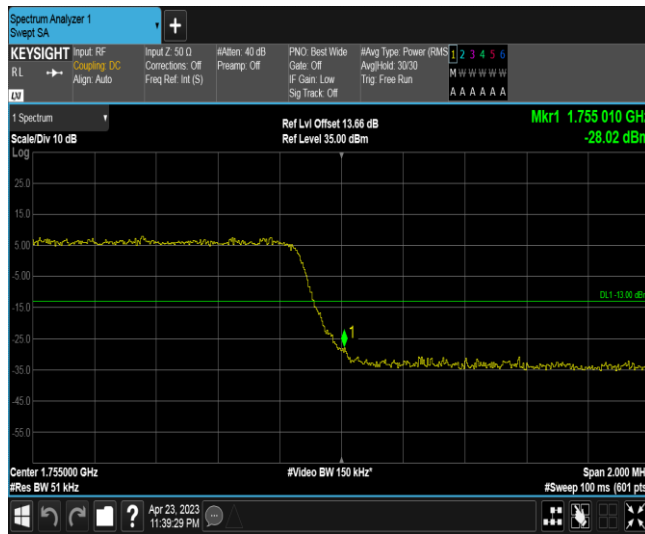 Spectrum Analyzer 1
Swept SA
+
KEYSIGHT
RL
LXI
Input: RF
Coupling: DC
Align: Auto
Input Z: 50 Ω
Corrections: Off
Freq Ref: Int (S)
#Atten: 40 dB
Preamp: Off
PNO: Best Wide
Gate: Off
IF Gain: Low
Sig Track: Off
#Avg Type: Power (RMS
Avg|Hold: 30/30
Trig: Free Run
1 2 3 4 5 6
M W W W W W
A A A A A A
1 Spectrum
Scale/Div 10 dB
Log
Ref Lvl Offset 13.66 dB
Ref Level 35.00 dBm
Mkr1 1.755 010 GHz
-28.02 dBm
25.0
15.0
5.00
-5.00
-15.0
-25.0
-35.0
-45.0
-55.0
DL1 -13.00 dBm
1
Center 1.755000 GHz
#Res BW 51 kHz
#Video BW 150 kHz*
Span 2.000 MH
#Sweep 100 ms (601 pts
?
Apr 23, 2023
11:39:29 PM